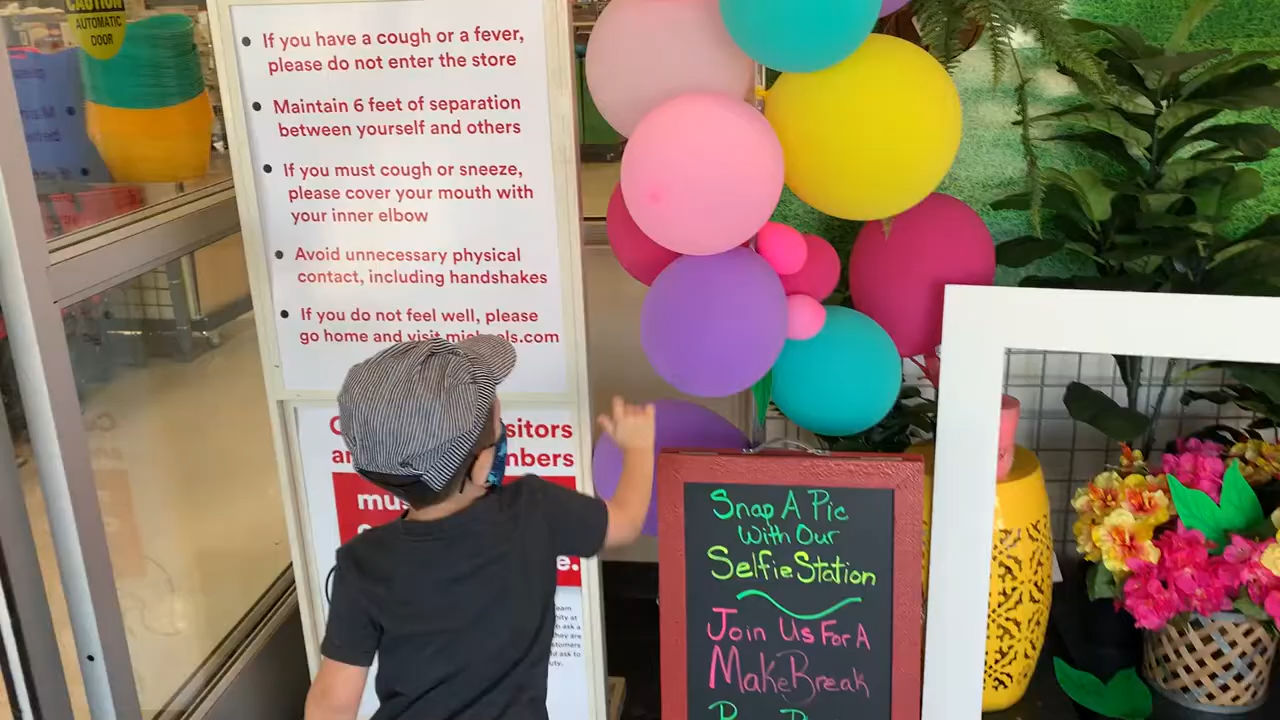 CAUTION
AUTOMATIC
DOOR
If you have a cough or a fever,
please do not enter the store
Maintain 6 feet of separation
between yourself and others
If you must cough or sneeze,
please cover your mouth with
your inner elbow
Avoid unnecessary physical
contact, including handshakes
If you do not feel well, please
go home and visit michaels.com
Snap A Pic
With Our
Selfie Station
Join Us For A
Make Break